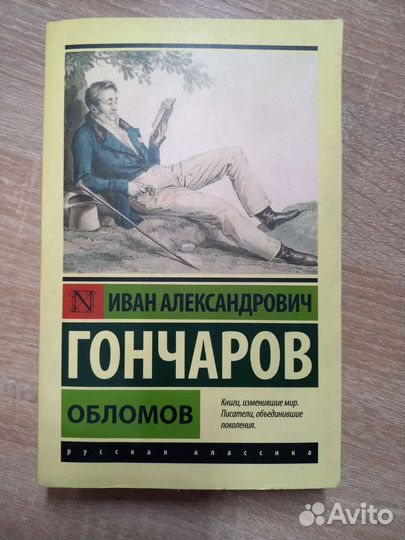 ИВАН АЛЕКСАНДРОВИЧ
ГОНЧАРОВ
ОБЛОМОВ
Книги, изменившие мир.
Писатели, объединившие
поколения.
русская классика
Avito